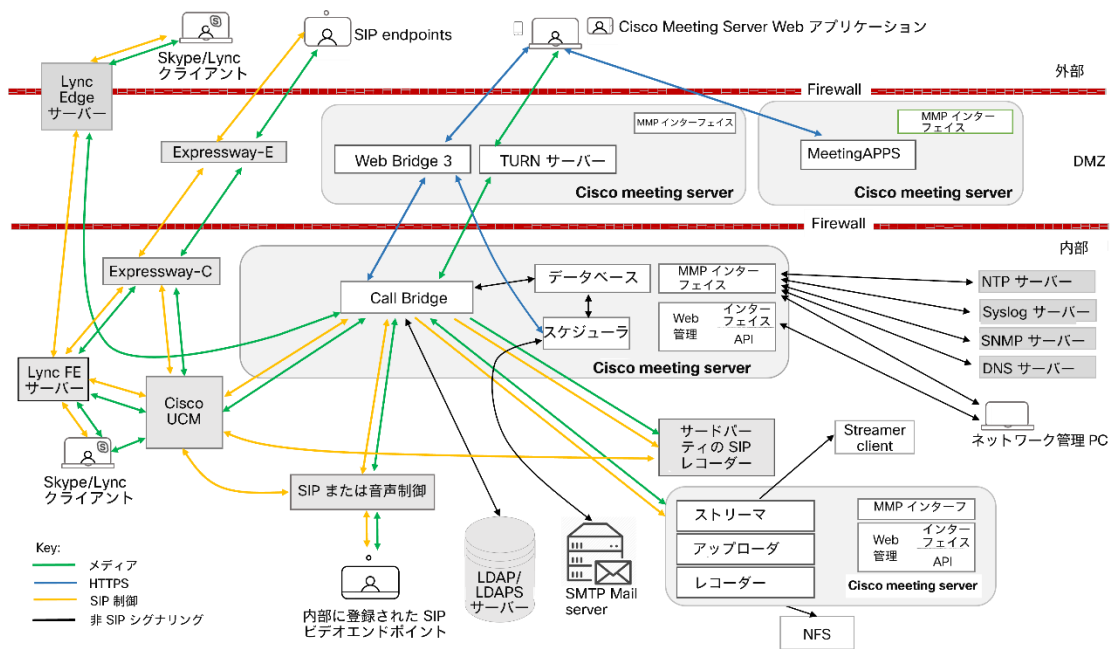 Skype/Lync
クライアント
SIP endpoints
Cisco Meeting Server Web アプリケーション
外部
Lync
Edge
サーバー
Firewall
MMP インターフェイス
MMP インター
フェイス
Expressway-E
Web Bridge 3
TURN サーバー
MeetingAPPS
DMZ
Cisco meeting server
Cisco meeting server
Firewall
内部
Expressway-C
データベース
MMP インター
フェイス
NTP サーバー
Call Bridge
Syslog サーバー
スケジューラ
Web
管理
インター
フェイス
API
SNMP サーバー
Cisco meeting server
DNS サーバー
Lync FE
サーバー
Cisco
UCM
ネットワーク管理 PC
サードバー
ティの SIP
レコーダー
Streamer
client
Skype/Lync
クライアント
SIP または音声制御
ストリーマ
MMP インターフ
アップローダ
Web
管理
インター
フェイス
API
レコーダー
Cisco meeting server
Key:
メディア
HTTPS
SIP 制御
非 SIP シグナリング
内部に登録された SIP
ビデオエンドポイント
LDAP/
LDAPS
サーバー
SMTP Mail
server
NFS